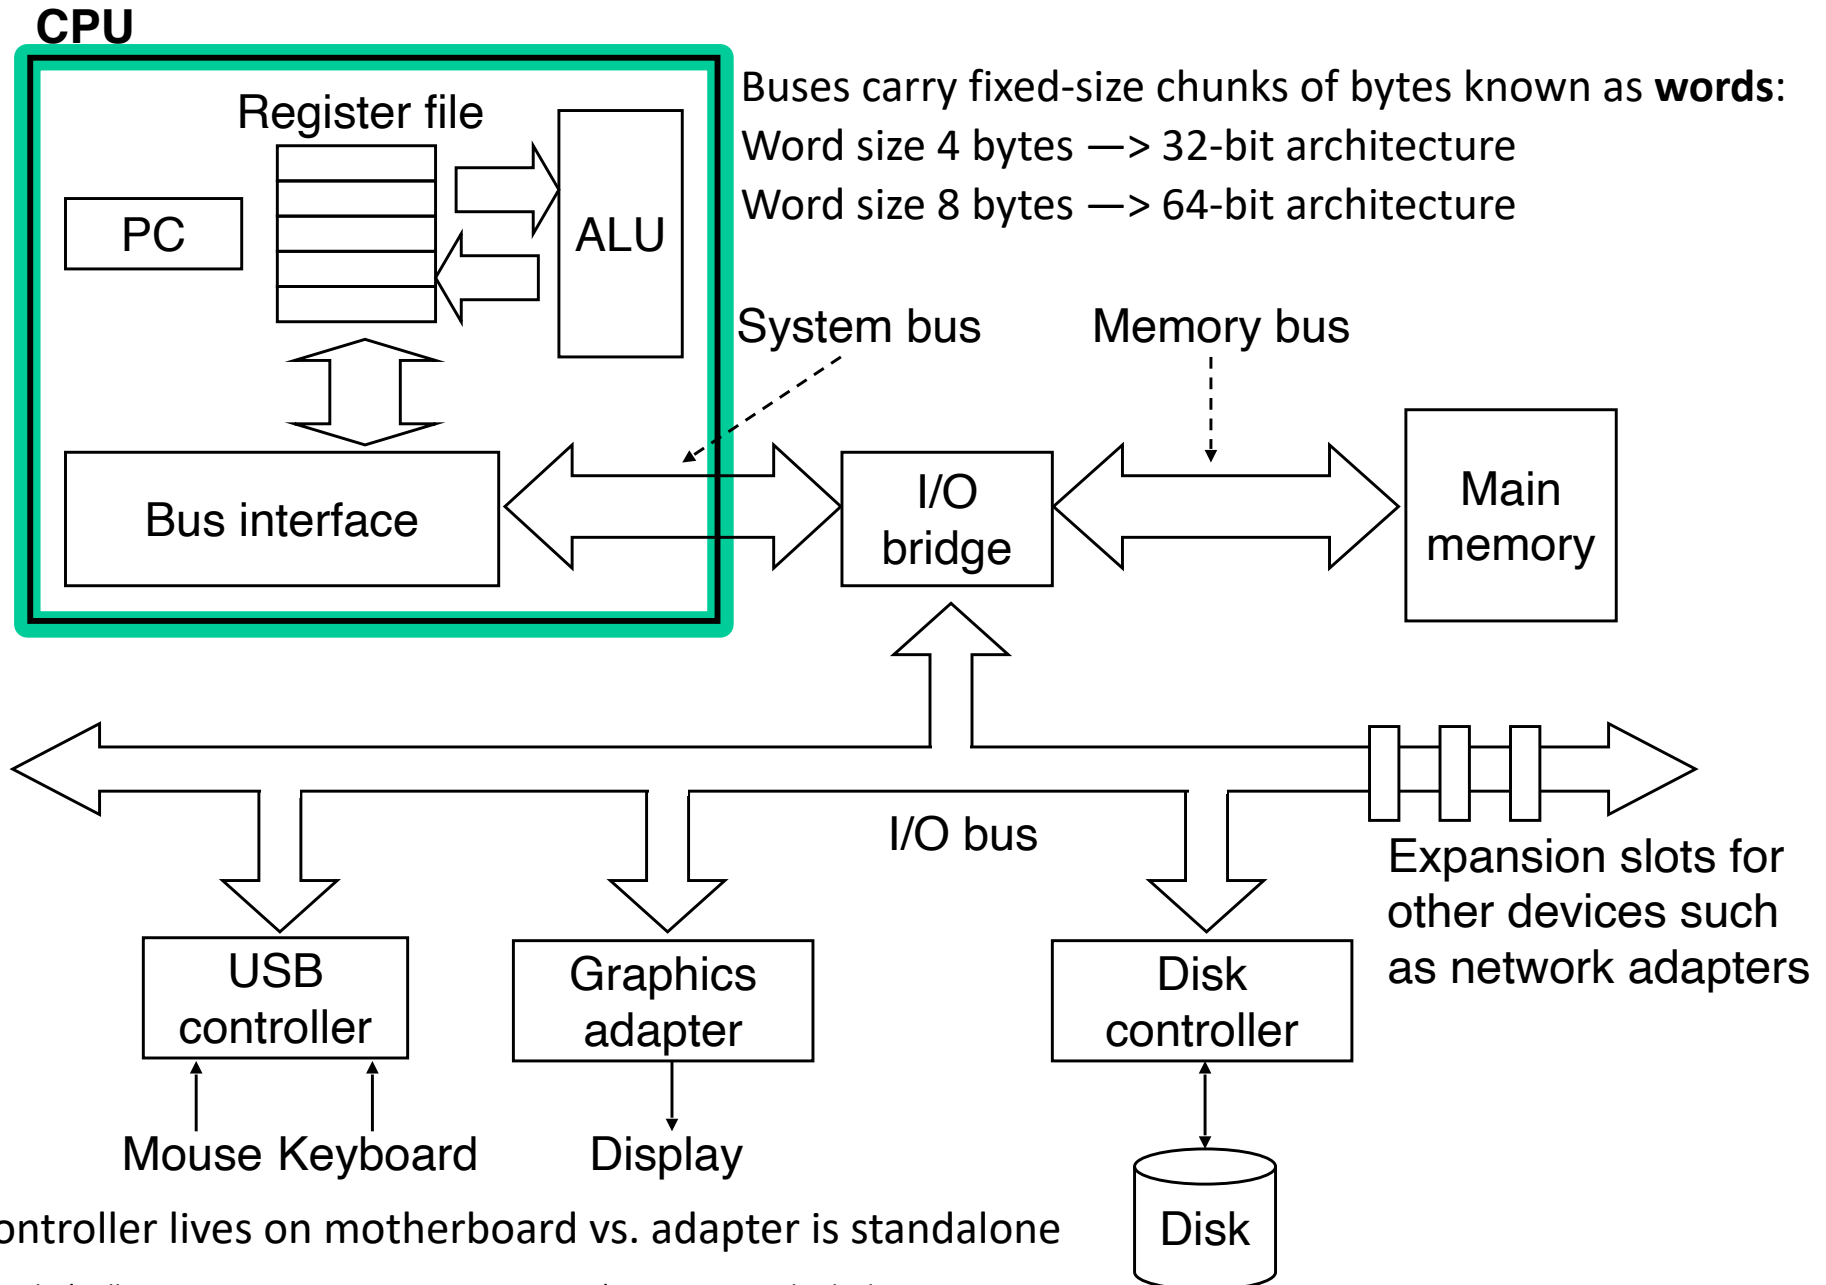 CPU
Buses carry fixed-size chunks of bytes known as words:
Register file
Word size 4 bytes —> 32-bit architecture
Word size 8 bytes —> 64-bit architecture
PC
ALU
System bus
Memory bus
Bus interface
I/O
bridge
Main
memory
I/O bus
Expansion slots for
other devices such
as network adapters
USB
controller
Graphics
adapter
Disk
controller
Mouse Keyboard
Display
Disk
ontroller lives on motherboard vs. adapter is standalone